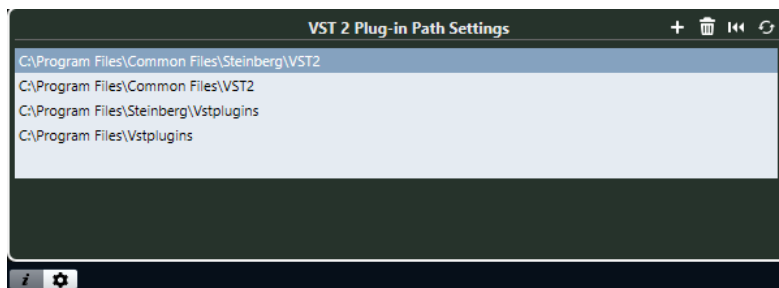 VST 2 Plug-in Path Settings
C:\Program Files\Common Files\Steinberg\VST2
C:\Program Files\Common Files\VST2
C:\Program Files\Steinberg\Vstplugins
C:\Program Files\Vstplugins
i